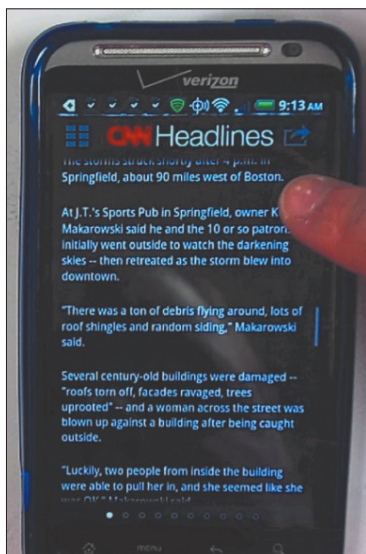 verizon
9:13 AM
CNN Headlines
The storms struck shortly after 4 p.m. in
Springfield, about 90 miles west of Boston.
At J.T.'s Sports Pub in Springfield, owner K
Makarowski said he and the 10 or so patron
initially went outside to watch the darkening
skies -- then retreated as the storm blew into
downtown.
"There was a ton of debris flying around, lots of
roof shingles and random siding," Makarowski
said.
Several century-old buildings were damaged --
"roofs torn off, facades ravaged, trees
uprooted" -- and a woman across the street was
blown up against a building after being caught
outside.
"Luckily, two people from inside the building
were able to pull her in, and she seemed like she
was OK," Makarowski said.
menu